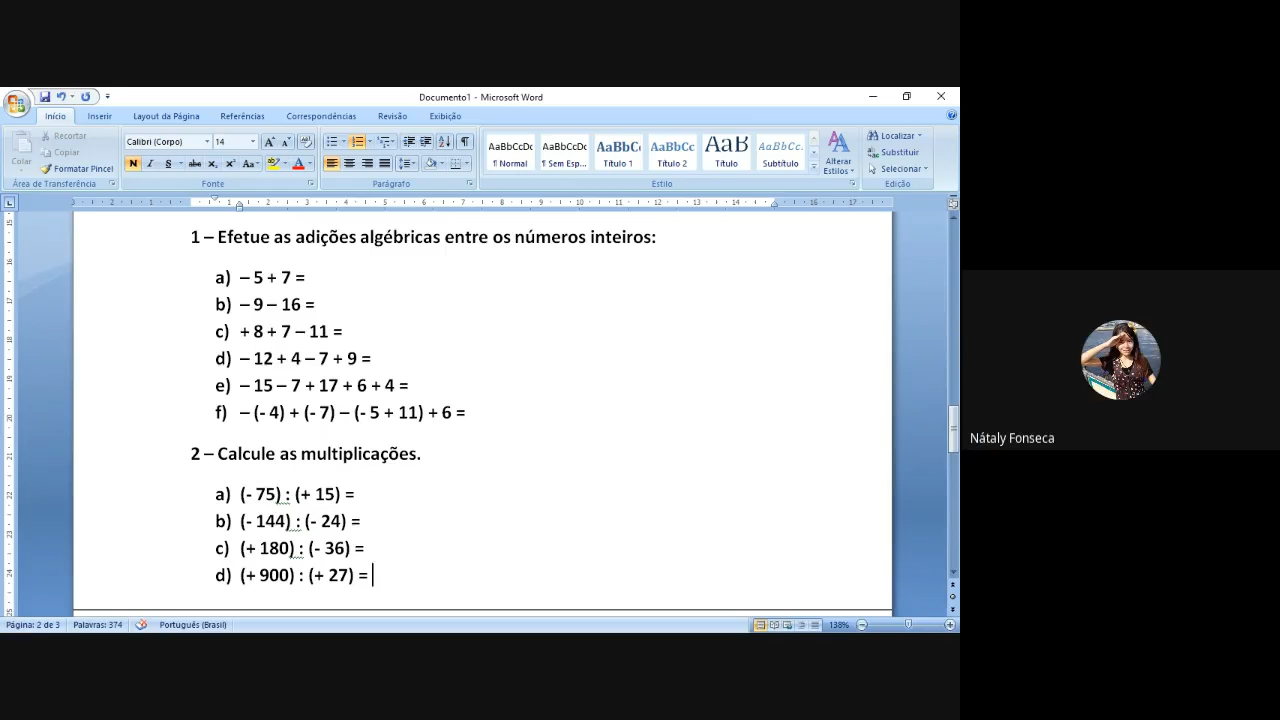 Documento1 - Microsoft Word
Início Inserir Layout da Página Referências Correspondências Revisão Exibição
Colar
Recortar
Copiar
Formatar Pincel
Área de Transferência
Calibri (Corpo) 14
N I S abc X₂ X² Aa
Fonte
Parágrafo
AaBbCcDc AaBbCcDc AaBbC AaBbCc AaB AaBbCc.
¶ Normal ¶ Sem Esp... Título 1 Título 2 Título Subtítulo
Alterar Estilos
Estilo
Localizar
Substituir
Selecionar
Edição
1 – Efetue as adições algébricas entre os números inteiros:
a) – 5 + 7 =
b) – 9 – 16 =
c) + 8 + 7 – 11 =
d) – 12 + 4 – 7 + 9 =
e) – 15 – 7 + 17 + 6 + 4 =
f) – (- 4) + (- 7) – (- 5 + 11) + 6 =
2 – Calcule as multiplicações.
a) (- 75) : (+ 15) =
b) (- 144) : (- 24) =
c) (+ 180) : (- 36) =
d) (+ 900) : (+ 27) =
Página: 2 de 3 Palavras: 374 Português (Brasil) 138%
Nátaly Fonseca